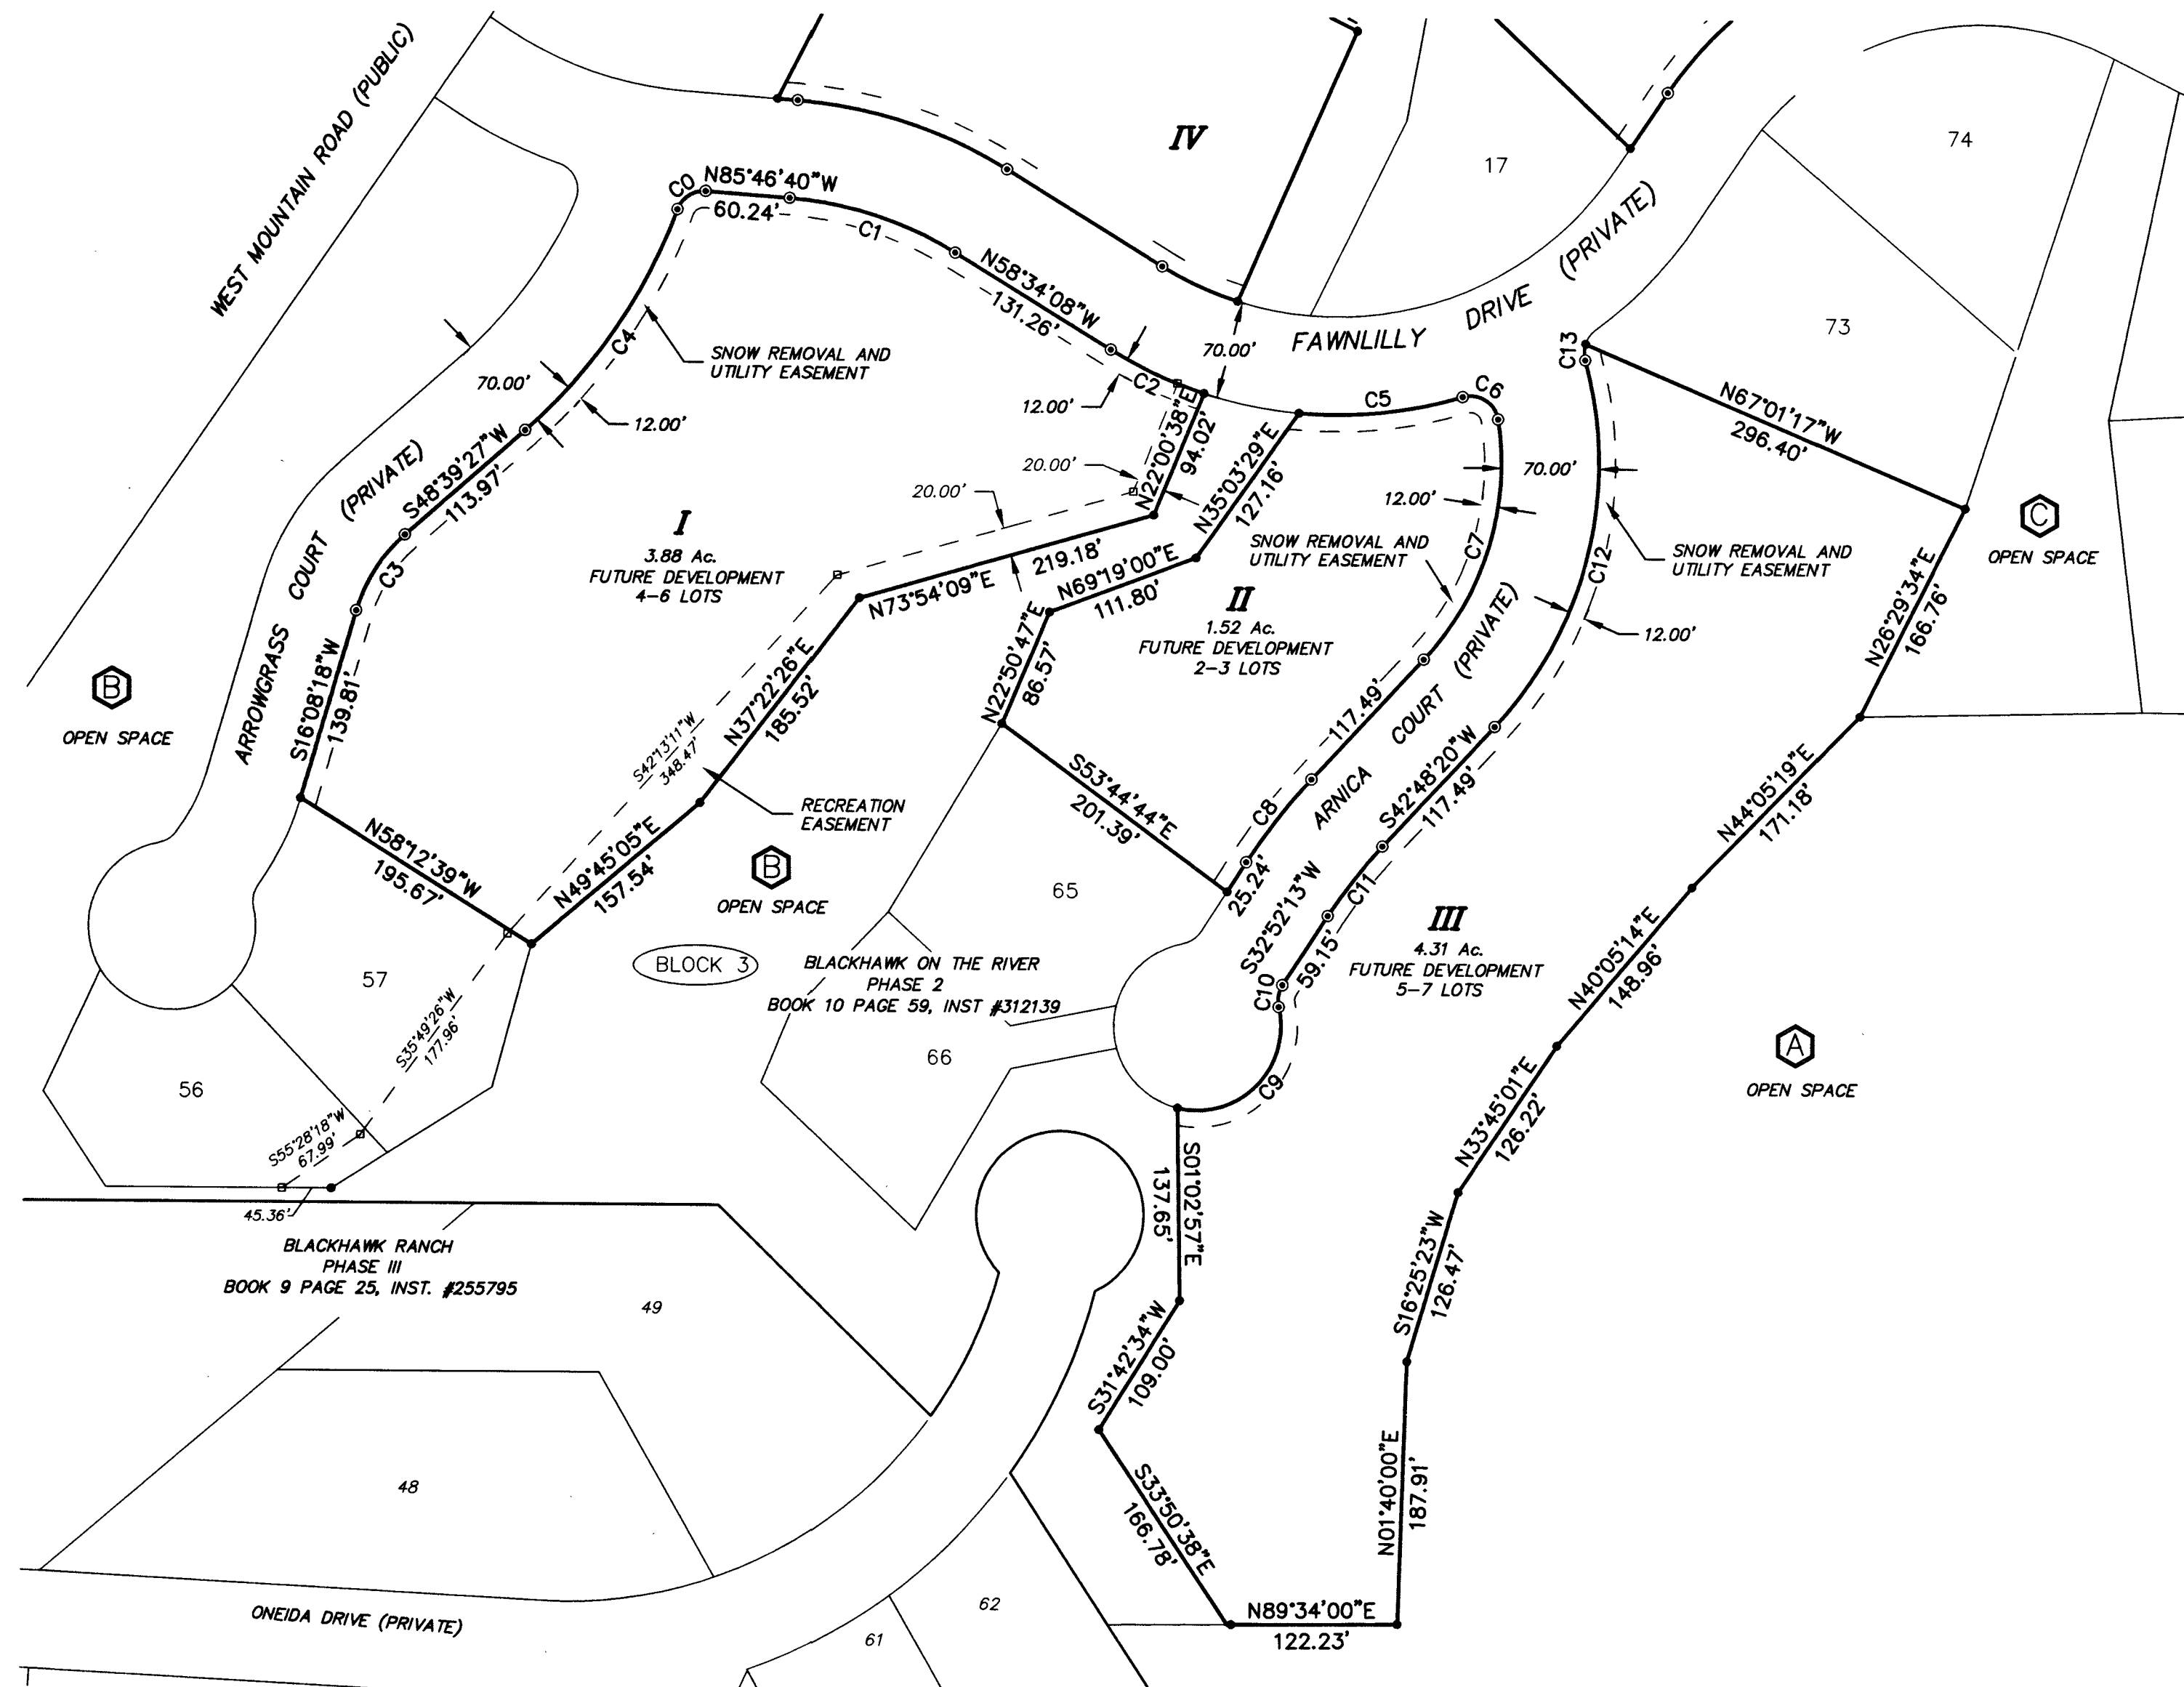 WEST MOUNTAIN ROAD (PUBLIC)
IV
17
74
73
C0
N85°46'40"W
60.24'
C1
N58°34'08"W
131.26'
C2
12.00'
70.00'
FAWNLILLY DRIVE (PRIVATE)
C13
C5
C6
C4
SNOW REMOVAL AND
UTILITY EASEMENT
70.00'
12.00'
S48°39'27"W
113.97'
N22°00'38"E
94.02'
20.00'
20.00'
N35°03'29"E
127.16'
70.00'
12.00'
SNOW REMOVAL AND
UTILITY EASEMENT
C7
N67°01'17"W
296.40'
C
OPEN SPACE
SNOW REMOVAL AND
UTILITY EASEMENT
C12
12.00'
N26°29'34"E
166.76'
I
3.88 Ac.
FUTURE DEVELOPMENT
4-6 LOTS
C3
ARROWGRASS COURT (PRIVATE)
S16°08'18"W
139.81'
N73°54'09"E
219.18'
N69°19'00"E
111.80'
N22°50'47"E
86.57'
II
1.52 Ac.
FUTURE DEVELOPMENT
2-3 LOTS
117.49'
ARNICA COURT (PRIVATE)
B
OPEN SPACE
N37°22'26"E
185.52'
S42°13'11"W
348.47'
RECREATION
EASEMENT
S53°44'44"E
201.39'
C8
25.24'
S42°48'20"W
117.49'
C11
S32°52'13"W
59.15'
C10
N44°05'19"E
171.18'
N58°12'39"W
195.67'
N49°45'05"E
157.54'
B
OPEN SPACE
65
BLOCK 3
BLACKHAWK ON THE RIVER
PHASE 2
BOOK 10 PAGE 59, INST #312139
III
4.31 Ac.
FUTURE DEVELOPMENT
5-7 LOTS
N40°05'14"E
148.96'
57
S35°49'26"W
177.96'
56
S55°28'18"W
67.99'
66
C9
A
OPEN SPACE
N33°45'01"E
126.22'
S01°02'57"E
137.65'
45.36'
BLACKHAWK RANCH
PHASE III
BOOK 9 PAGE 25, INST. #255795
49
S16°25'23"W
126.47'
S31°42'34"W
109.00'
48
S33°50'38"E
166.78'
N01°40'00"E
187.91'
N89°34'00"E
122.23'
ONEIDA DRIVE (PRIVATE)
61
62